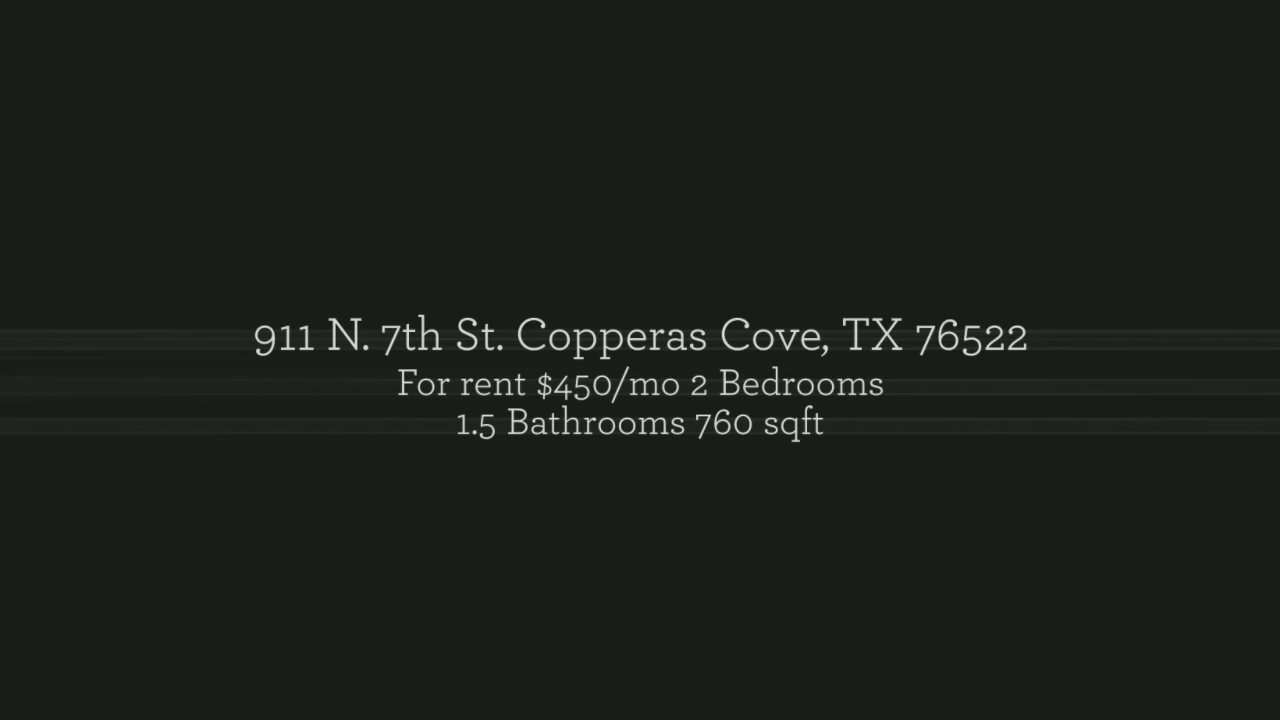 911 N. 7th St. Copperas Cove, TX 76522
For rent $450/mo 2 Bedrooms
1.5 Bathrooms 760 sqft